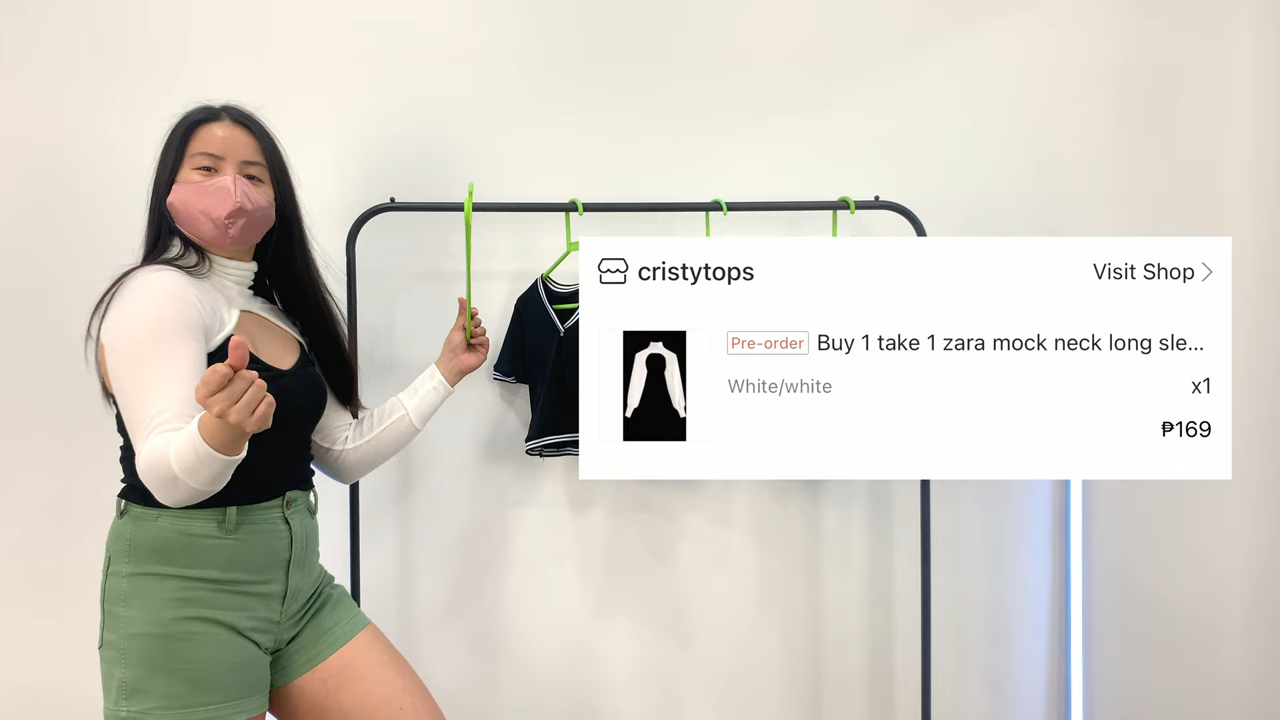 cristytops
Visit Shop
Pre-order Buy 1 take 1 zara mock neck long sle...
White/white
x1
₱169